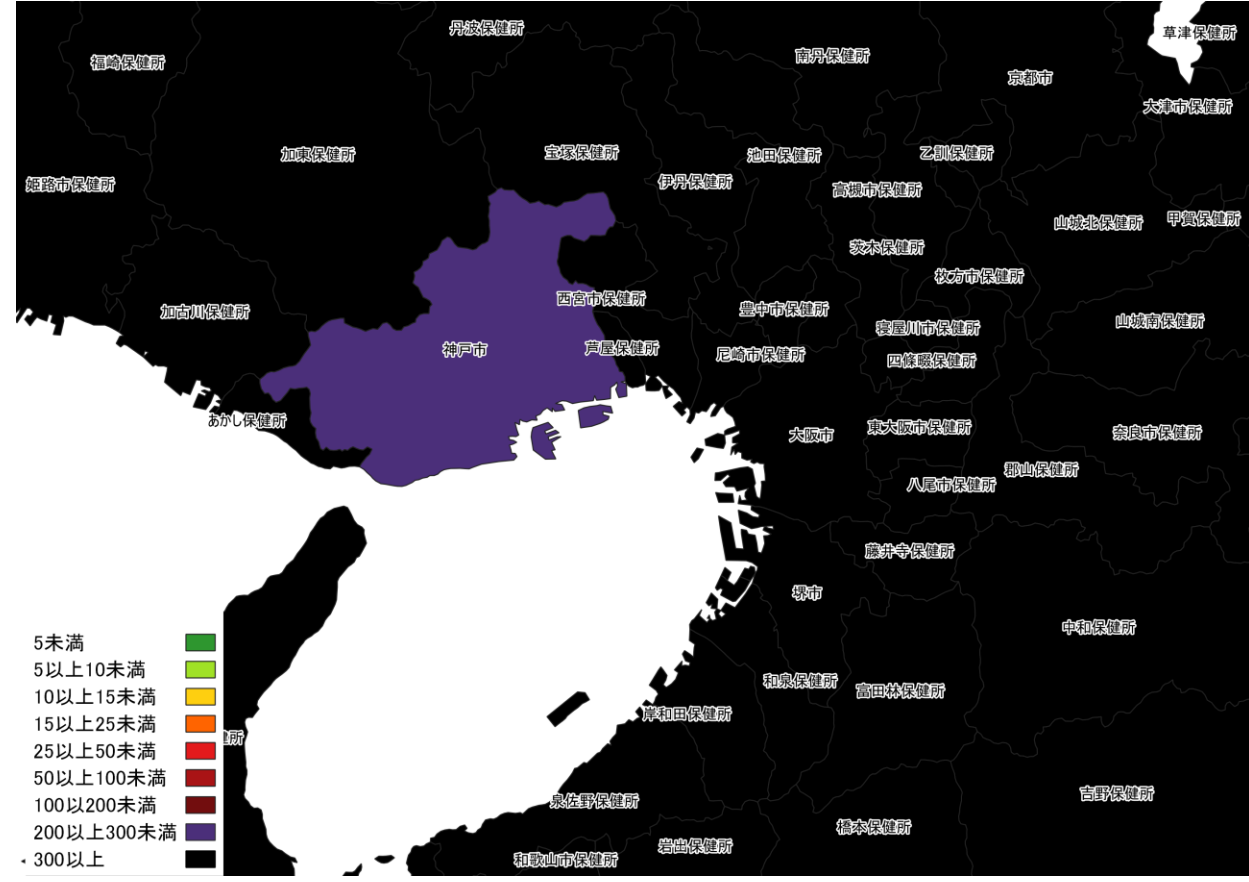 丹波保健所
草津保健所
福崎保健所
南丹保健所
京都市
大津市保健所
加東保健所
宝塚保健所
池田保健所
乙訓保健所
姫路市保健所
伊丹保健所
高槻市保健所
山城北保健所
甲賀保健所
茨木保健所
枚方市保健所
西宮市保健所
加古川保健所
豊中市保健所
山城南保健所
寝屋川市保健所
神戸市
芦屋保健所
尼崎市保健所
四條畷保健所
あかし保健所
大阪市
東大阪市保健所
奈良市保健所
郡山保健所
八尾市保健所
藤井寺保健所
堺市
中和保健所
和泉保健所
富田林保健所
岸和田保健所
健所
吉野保健所
泉佐野保健所
橋本保健所
岩出保健所
和歌山市保健所
5未満
5以上10未満
10以上15未満
15以上25未満
25以上50未満
50以上100未満
100以200未満
200以上300未満
300以上